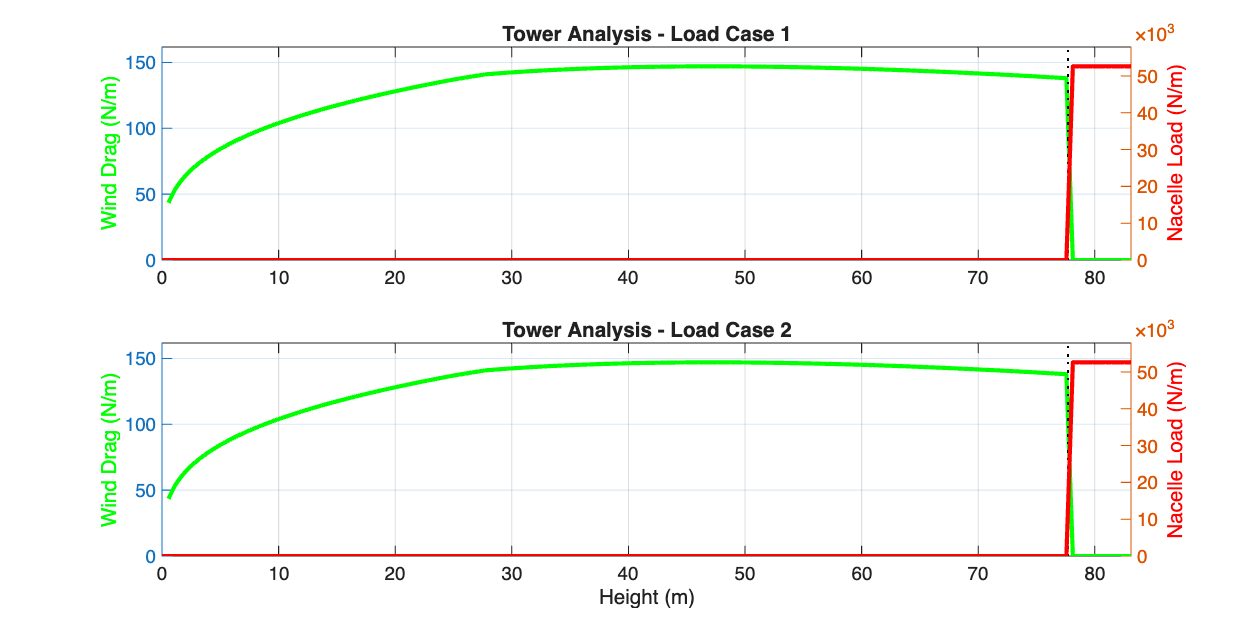 Tower Analysis - Load Case 1
×10³
Wind Drag (N/m)
150
100
50
0
50
40
30
20
10
0
Nacelle Load (N/m)
0 10 20 30 40 50 60 70 80
Tower Analysis - Load Case 2
×10³
Wind Drag (N/m)
150
100
50
0
50
40
30
20
10
0
Nacelle Load (N/m)
0 10 20 30 40 50 60 70 80
Height (m)